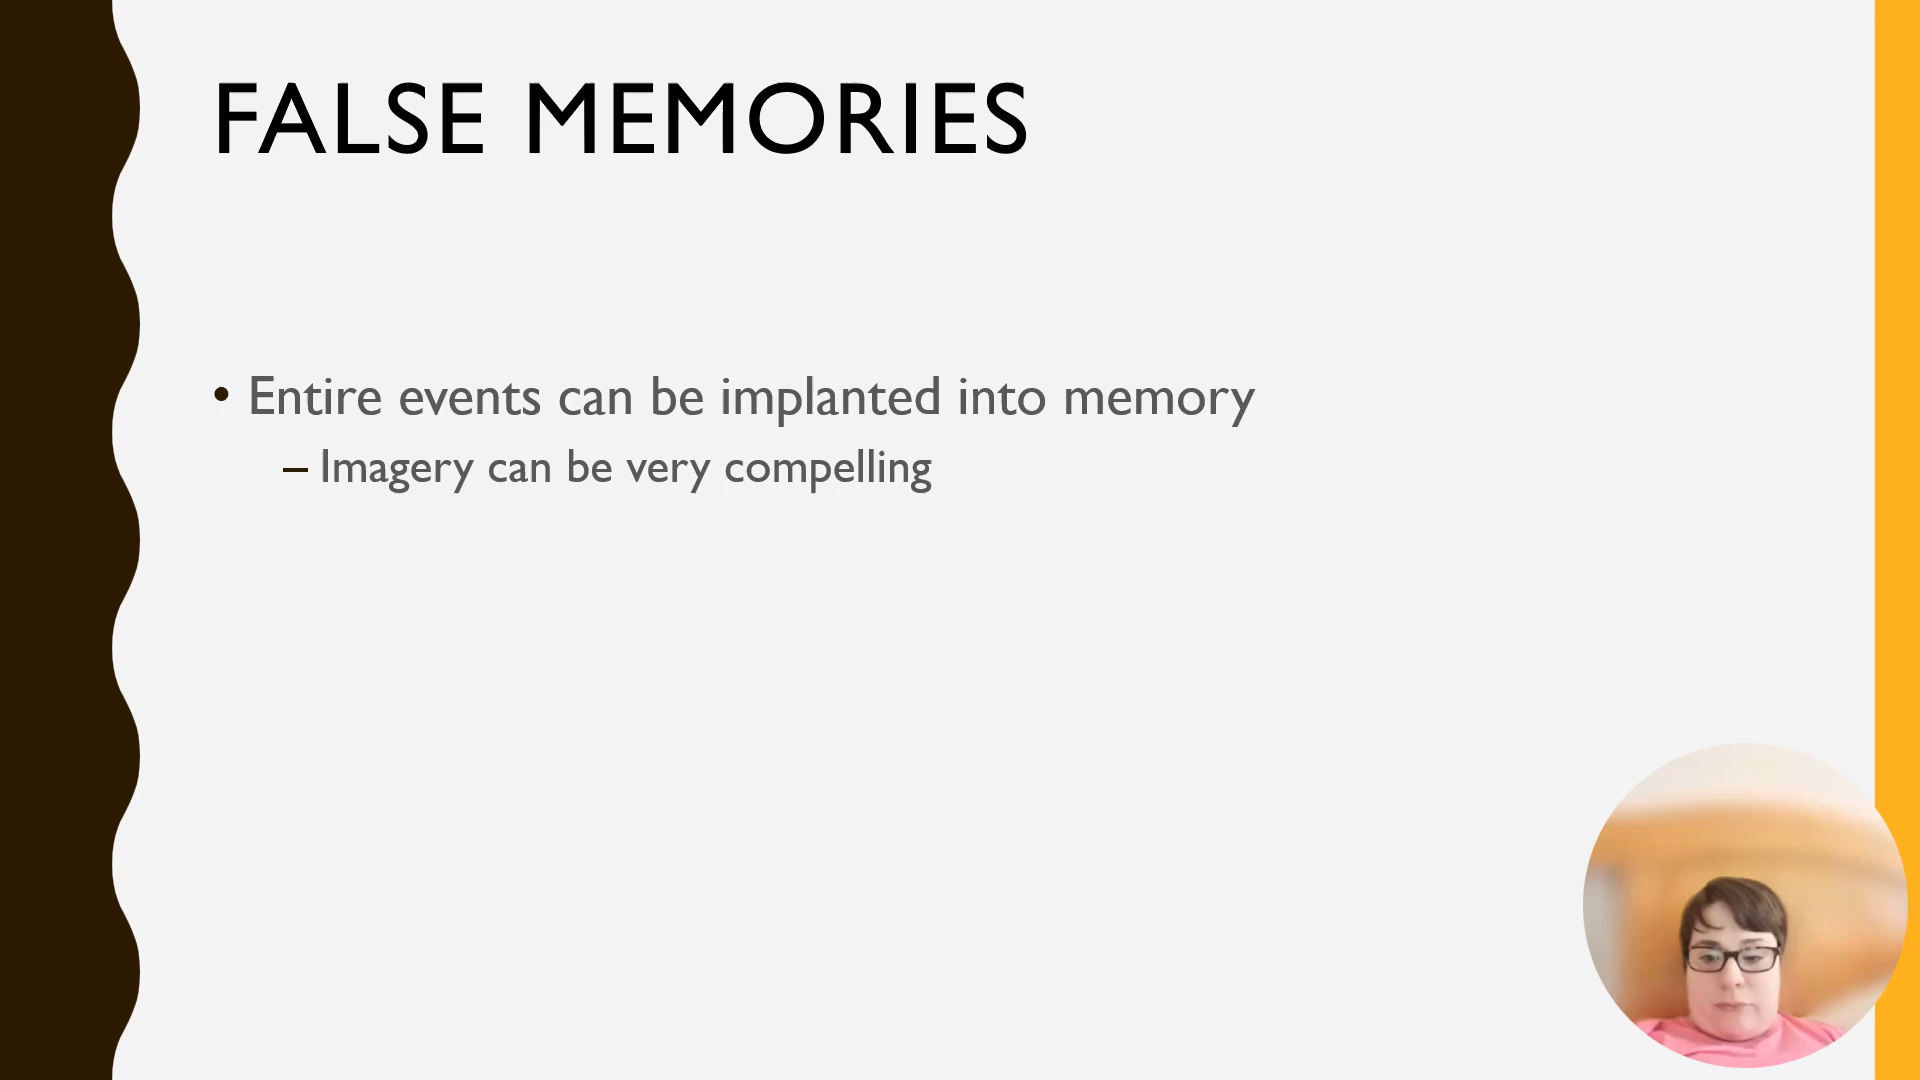 FALSE MEMORIES
• Entire events can be implanted into memory
– Imagery can be very compelling